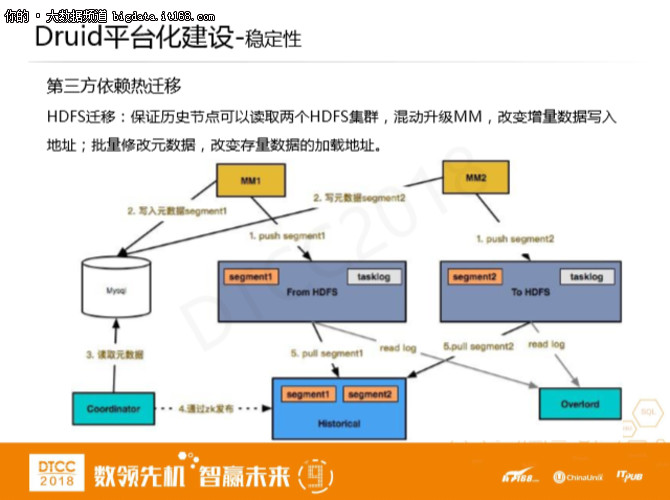 你的 · 大数据频道 bigdata.it168.com
Druid平台化建设-稳定性
第三方依赖热迁移
HDFS迁移：保证历史节点可以读取两个HDFS集群，混动升级MM，改变增量数据写入
地址；批量修改元数据，改变存量数据的加载地址。
MM1
MM2
2. 写入元数据segment1
2. 写元数据segment2
1. push segment1
1. push segment2
Mysql
segment1
tasklog
From HDFS
segment2
tasklog
To HDFS
3. 读取元数据
5. pull segment1
read log
5.pull segment2
read log
Coordinator
4.通过zk发布
segment1
segment2
Historical
Overlord
SQL
DTCC2018
DTCC
2018
数领先机 智赢未来
9
ChinaUnix
ITPUB